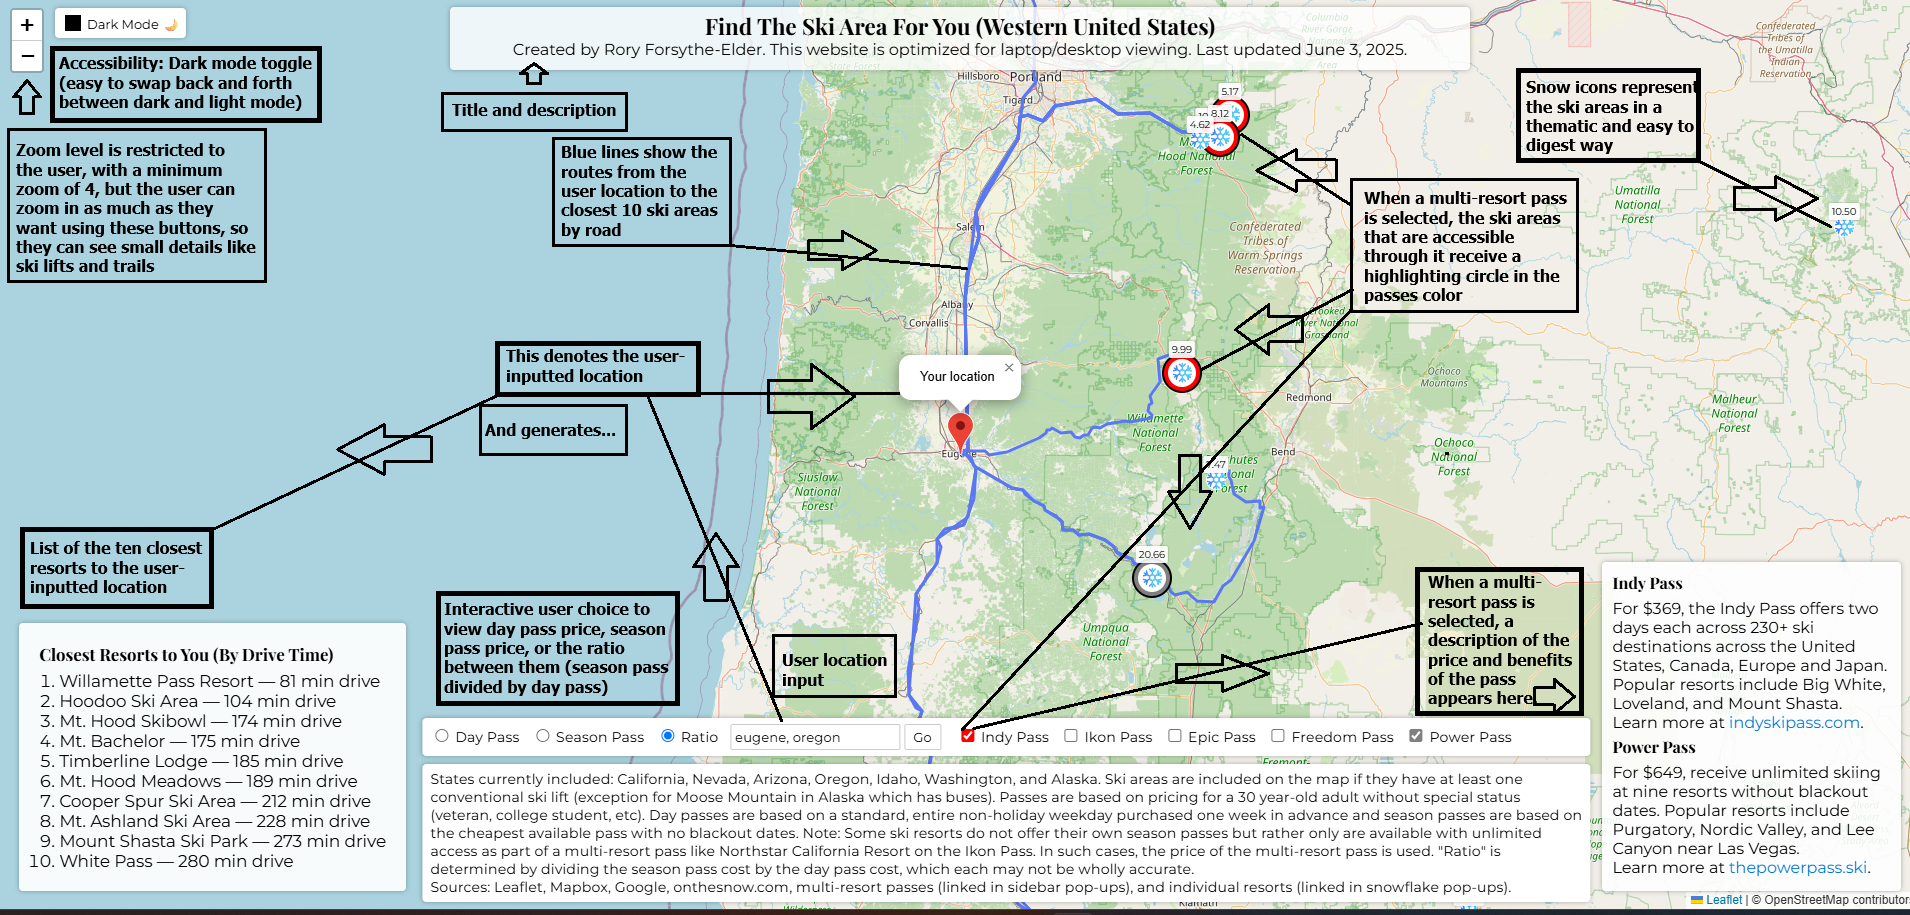 +
−
Dark Mode 🌙
Find The Ski Area For You (Western United States)
Created by Rory Forsythe-Elder. This website is optimized for laptop/desktop viewing. Last updated June 3, 2025.
Accessibility: Dark mode toggle
(easy to swap back and forth
between dark and light mode)
Title and description
Zoom level is restricted to
the user, with a minimum
zoom of 4, but the user can
zoom in as much as they
want using these buttons, so
they can see small details like
ski lifts and trails
Blue lines show the
routes from the
user location to the
closest 10 ski areas
by road
Snow icons represent
the ski areas in a
thematic and easy to
digest way
When a multi-resort pass
is selected, the ski areas
that are accessible
through it receive a
highlighting circle in the
passes color
This denotes the user-
inputted location
And generates...
List of the ten closest
resorts to the user-
inputted location
Interactive user choice to
view day pass price, season
pass price, or the ratio
between them (season pass
divided by day pass)
User location
input
When a multi-
resort pass is
selected, a
description of the
price and benefits
of the pass
appears here
Hillsboro
Portland
Tigard
Salem
Albany
Corvallis
Eugene
Redmond
Bend
Confederated
Tribes of
the Umatilla
Indian
Reservation
Umatilla
National
Forest
Confederated
Tribes of
Warm Springs
Reservation
Hood National
Forest
River National
Grassland
Ochoco
Mountains
Ochoco
National
Forest
Malheur
National
Forest
Willamette
National
Forest
Siuslaw
National
Forest
Umpqua
National
Forest
Fremont-
Klamath
5.17
8.12
4.62
10.50
9.99
20.66
Your location
×
Closest Resorts to You (By Drive Time)
1. Willamette Pass Resort — 81 min drive
2. Hoodoo Ski Area — 104 min drive
3. Mt. Hood Skibowl — 174 min drive
4. Mt. Bachelor — 175 min drive
5. Timberline Lodge — 185 min drive
6. Mt. Hood Meadows — 189 min drive
7. Cooper Spur Ski Area — 212 min drive
8. Mt. Ashland Ski Area — 228 min drive
9. Mount Shasta Ski Park — 273 min drive
10. White Pass — 280 min drive
Day Pass Season Pass Ratio eugene, oregon Go Indy Pass Ikon Pass Epic Pass Freedom Pass Power Pass
States currently included: California, Nevada, Arizona, Oregon, Idaho, Washington, and Alaska. Ski areas are included on the map if they have at least one
conventional ski lift (exception for Moose Mountain in Alaska which has buses). Passes are based on pricing for a 30 year-old adult without special status
(veteran, college student, etc). Day passes are based on a standard, entire non-holiday weekday purchased one week in advance and season passes are based on
the cheapest available pass with no blackout dates. Note: Some ski resorts do not offer their own season passes but rather only are available with unlimited
access as part of a multi-resort pass like Northstar California Resort on the Ikon Pass. In such cases, the price of the multi-resort pass is used. "Ratio" is
determined by dividing the season pass cost by the day pass cost, which each may not be wholly accurate.
Sources: Leaflet, Mapbox, Google, onthesnow.com, multi-resort passes (linked in sidebar pop-ups), and individual resorts (linked in snowflake pop-ups).
Indy Pass
For $369, the Indy Pass offers two
days each across 230+ ski
destinations across the United
States, Canada, Europe and Japan.
Popular resorts include Big White,
Loveland, and Mount Shasta.
Learn more at indyskipass.com.
Power Pass
For $649, receive unlimited skiing
at nine resorts without blackout
dates. Popular resorts include
Purgatory, Nordic Valley, and Lee
Canyon near Las Vegas.
Learn more at thepowerpass.ski.
Leaflet | © OpenStreetMap contributors